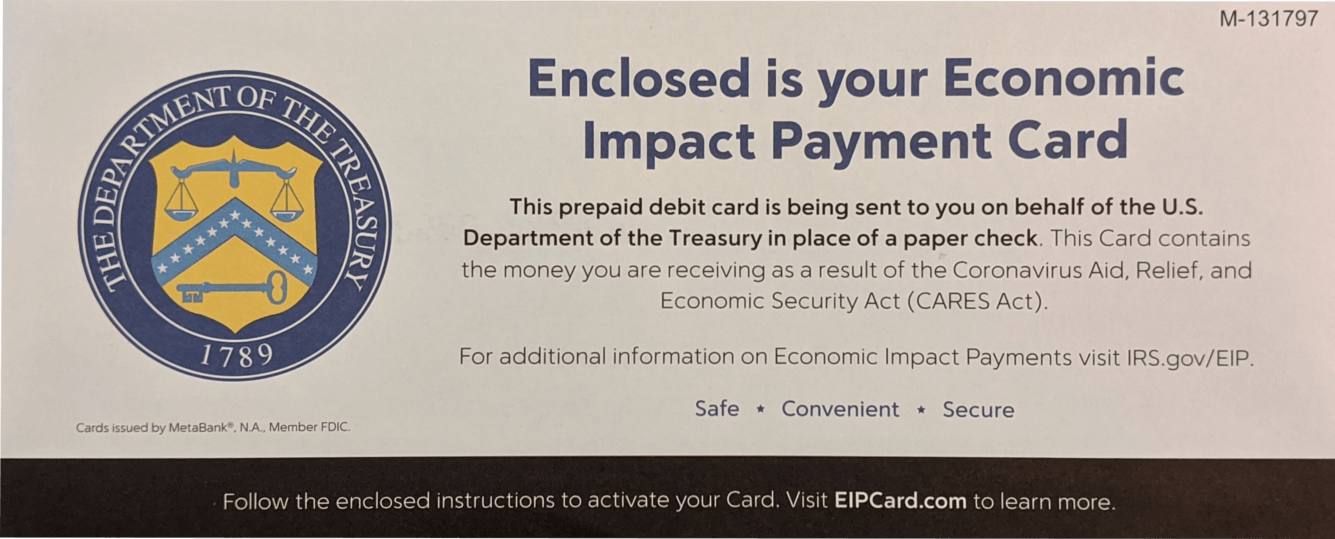 M-131797
Enclosed is your Economic
Impact Payment Card
THE DEPARTMENT OF THE TREASURY
1789
This prepaid debit card is being sent to you on behalf of the U.S.
Department of the Treasury in place of a paper check. This Card contains
the money you are receiving as a result of the Coronavirus Aid, Relief, and
Economic Security Act (CARES Act).
For additional information on Economic Impact Payments visit IRS.gov/EIP.
Safe ★ Convenient ★ Secure
Cards issued by MetaBank®, N.A., Member FDIC.
Follow the enclosed instructions to activate your Card. Visit EIPCard.com to learn more.